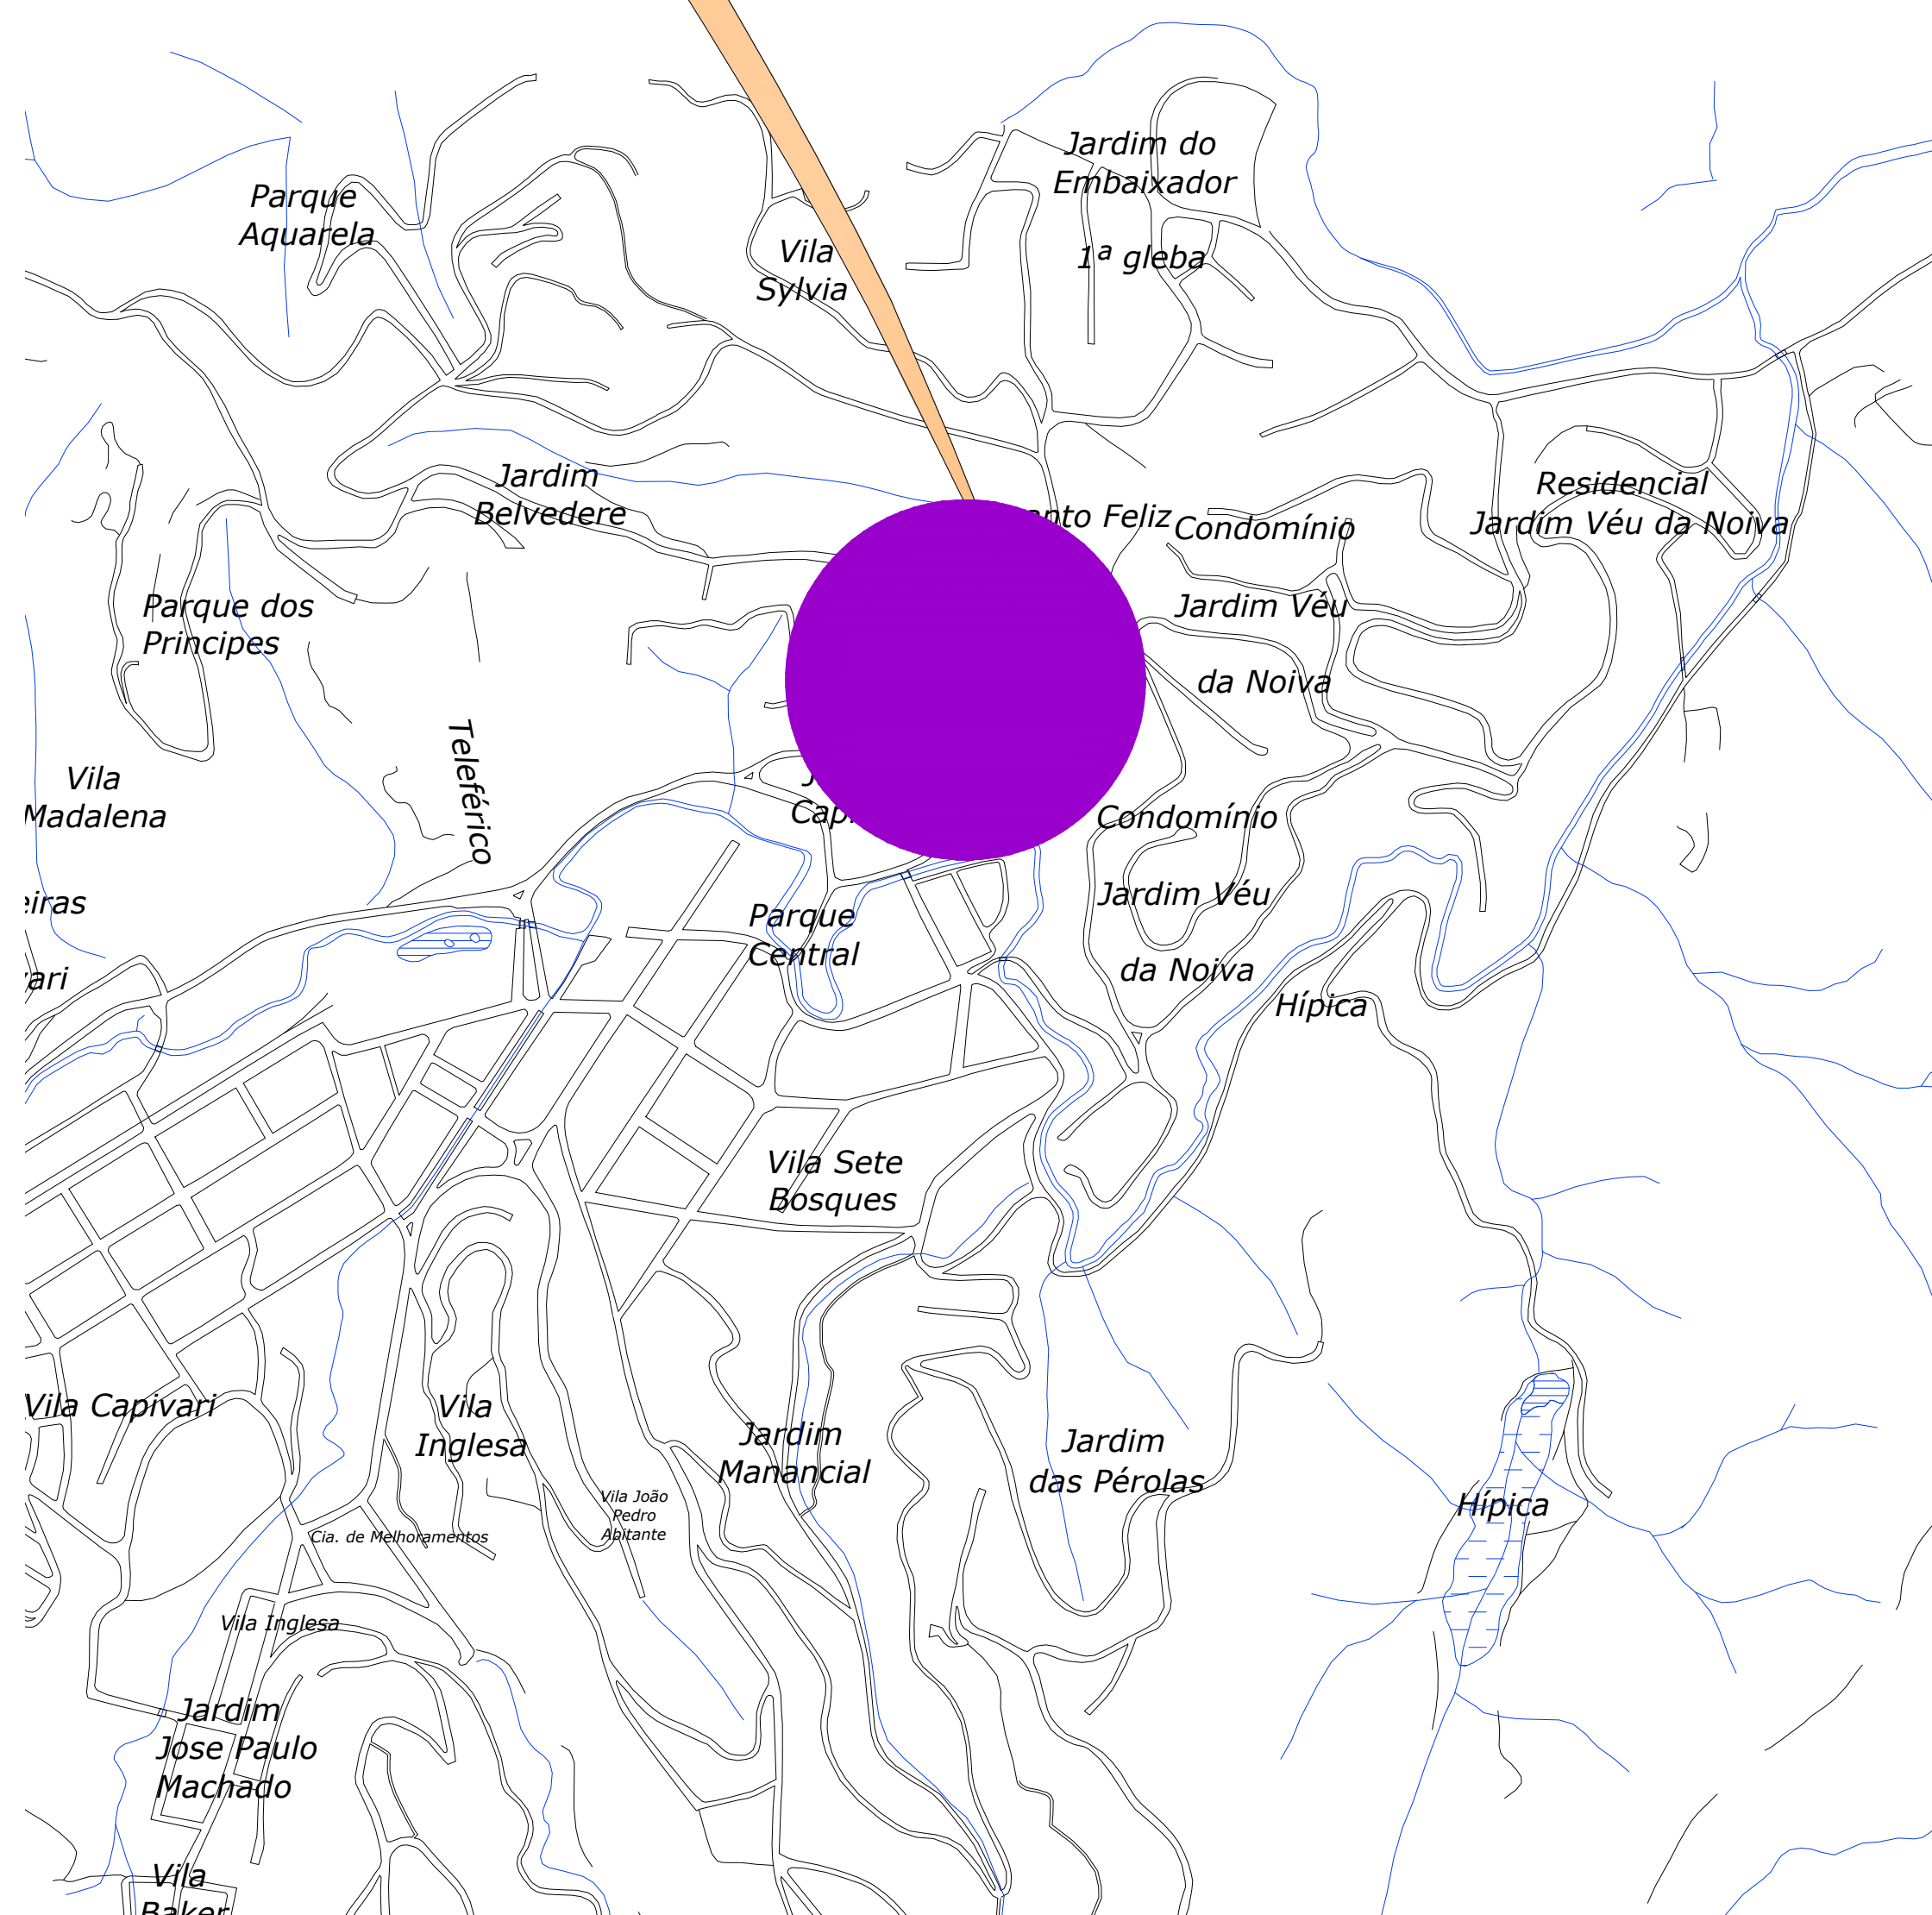 Jardim do
Embaixador
1ª gleba
Parque
Aquarela
Vila
Sylvia
Jardim
Belvedere
Feliz
Condomínio
Jardim Véu
da Noiva
Residencial
Jardim Véu da Noiva
Parque dos
Principes
Teleférico
Vila
Madalena
Condomínio
Jardim Véu
da Noiva
Parque
Central
Hípica
Vila Sete
Bosques
Vila Capivari
Vila
Inglesa
Jardim
Manancial
Jardim
das Pérolas
Hípica
Vila João
Pedro
Abitante
Cia. de Melhoramentos
Vila Inglesa
Jardim
Jose Paulo
Machado
Vila
Baker